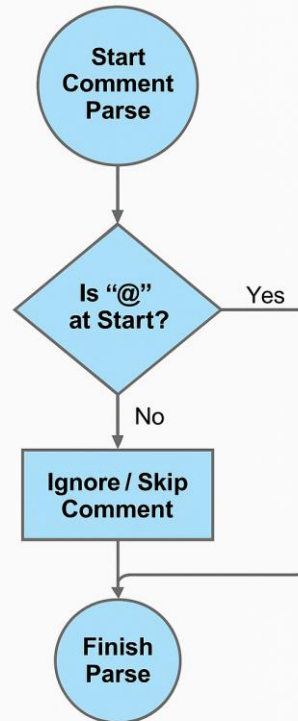 Start
Comment
Parse
Is “@”
at Start?
Yes
No
Ignore / Skip
Comment
Finish
Parse